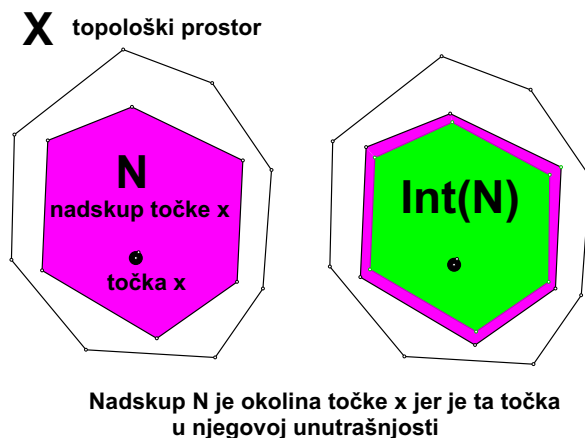 X topološki prostor
N
nadskup točke x
točka x
Int(N)
Nadskup N je okolina točke x jer je ta točka
u njegovoj unutrašnjosti